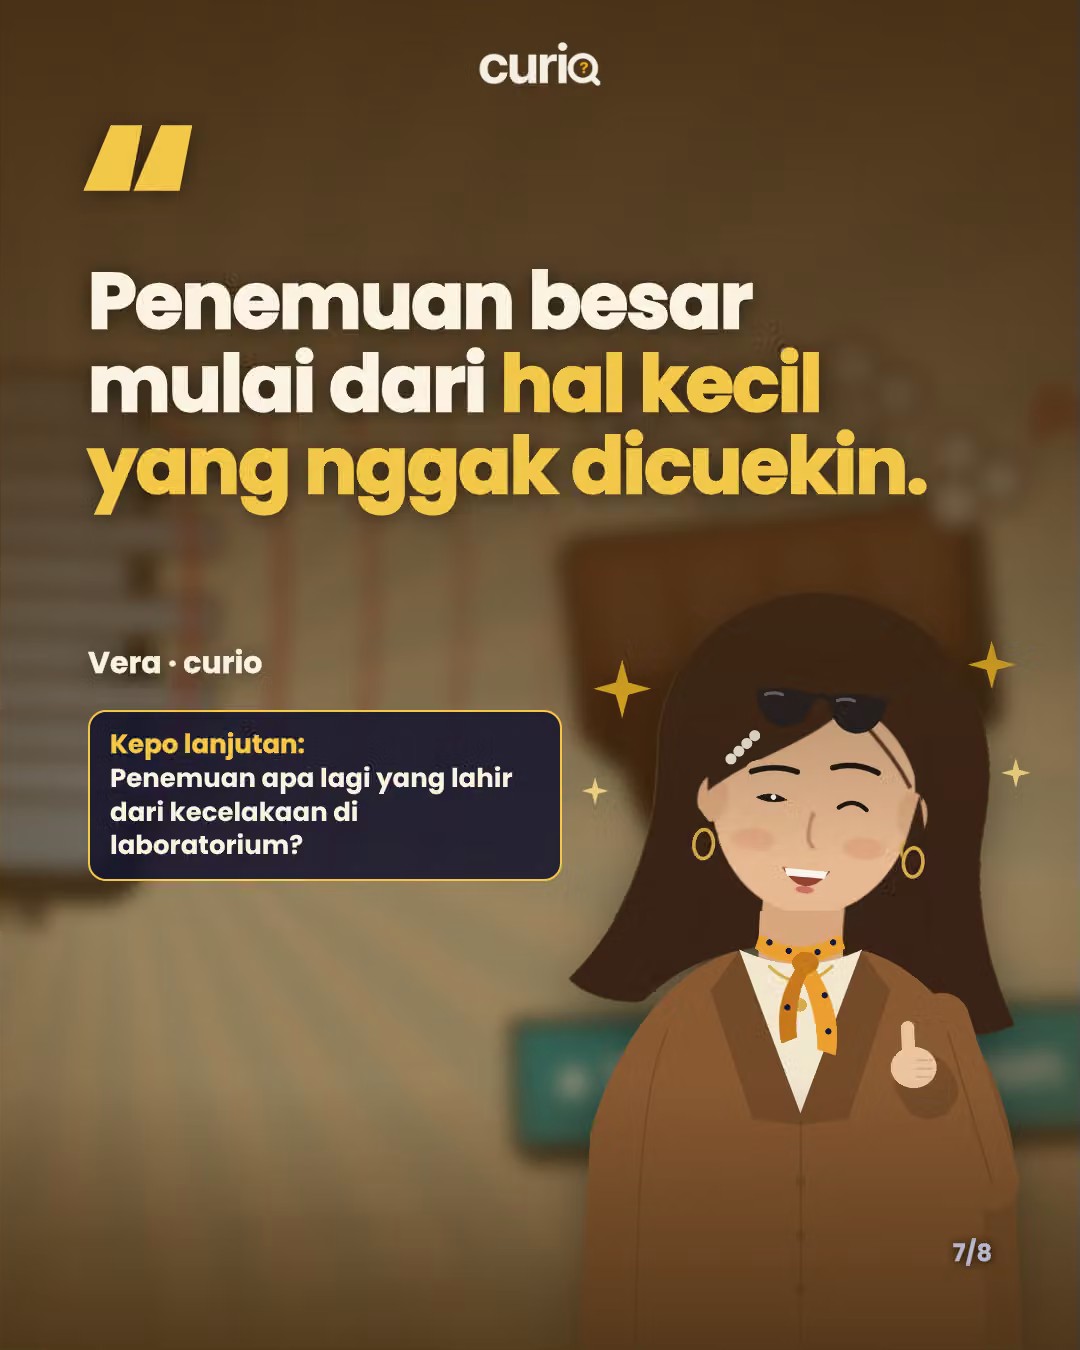 curio
Penemuan besar
mulai dari hal kecil
yang nggak dicuekin.
Vera · curio
Kepo lanjutan:
Penemuan apa lagi yang lahir
dari kecelakaan di
laboratorium?
7/8